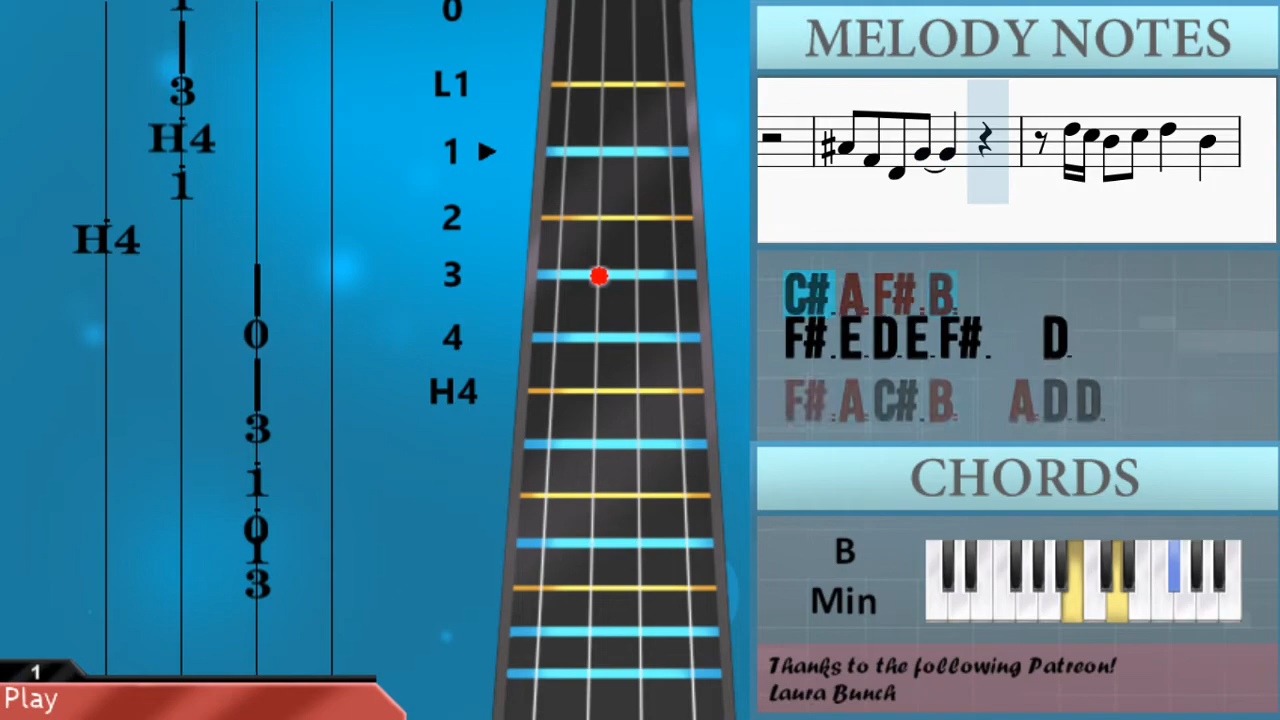 1
3
H4
1
H4
0
3
1
0
1
3
0
L1
1
2
3
4
H4
MELODY NOTES
C#.A.F#.B.
F#.E.D.E.F#. D.
F#.A.C#.B. A.D.D.
CHORDS
B
Min
Thanks to the following Patreon!
Laura Bunch
1
Play